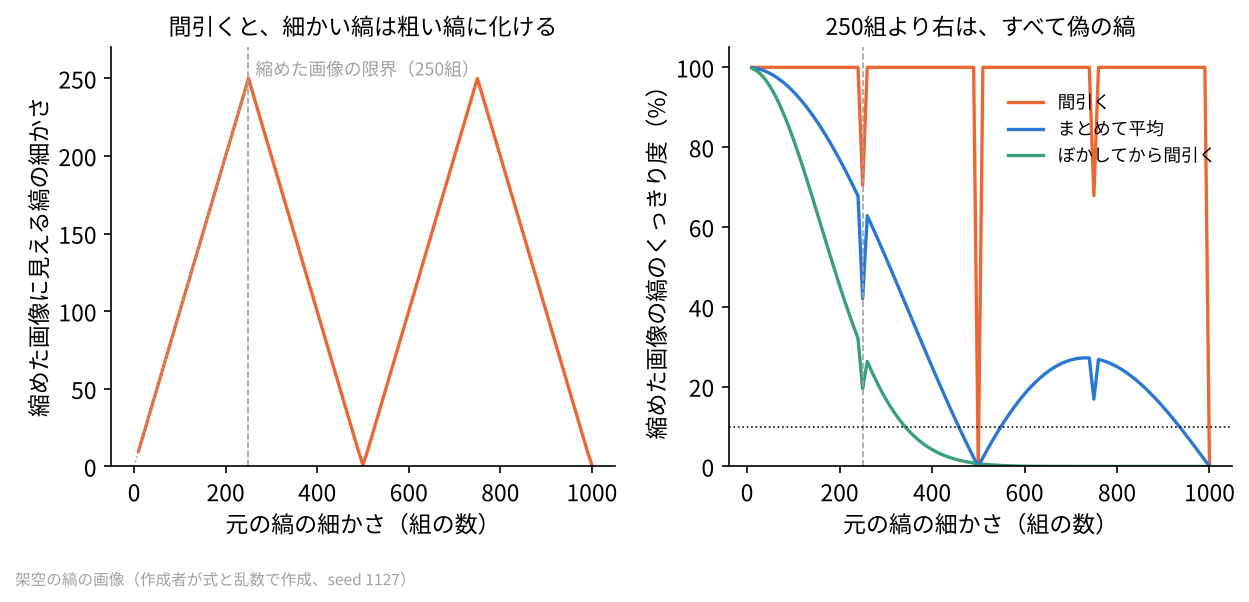 間引くと、細かい縞は粗い縞に化ける
縮めた画像に見える縞の細かさ
250
200
150
100
50
0
縮めた画像の限界（250組）
0 200 400 600 800 1000
元の縞の細かさ（組の数）
250組より右は、すべて偽の縞
縮めた画像の縞のくっきり度（%）
100
80
60
40
20
0
間引く
まとめて平均
ぼかしてから間引く
0 200 400 600 800 1000
元の縞の細かさ（組の数）
架空の縞の画像（作成者が式と乱数で作成、seed 1127）